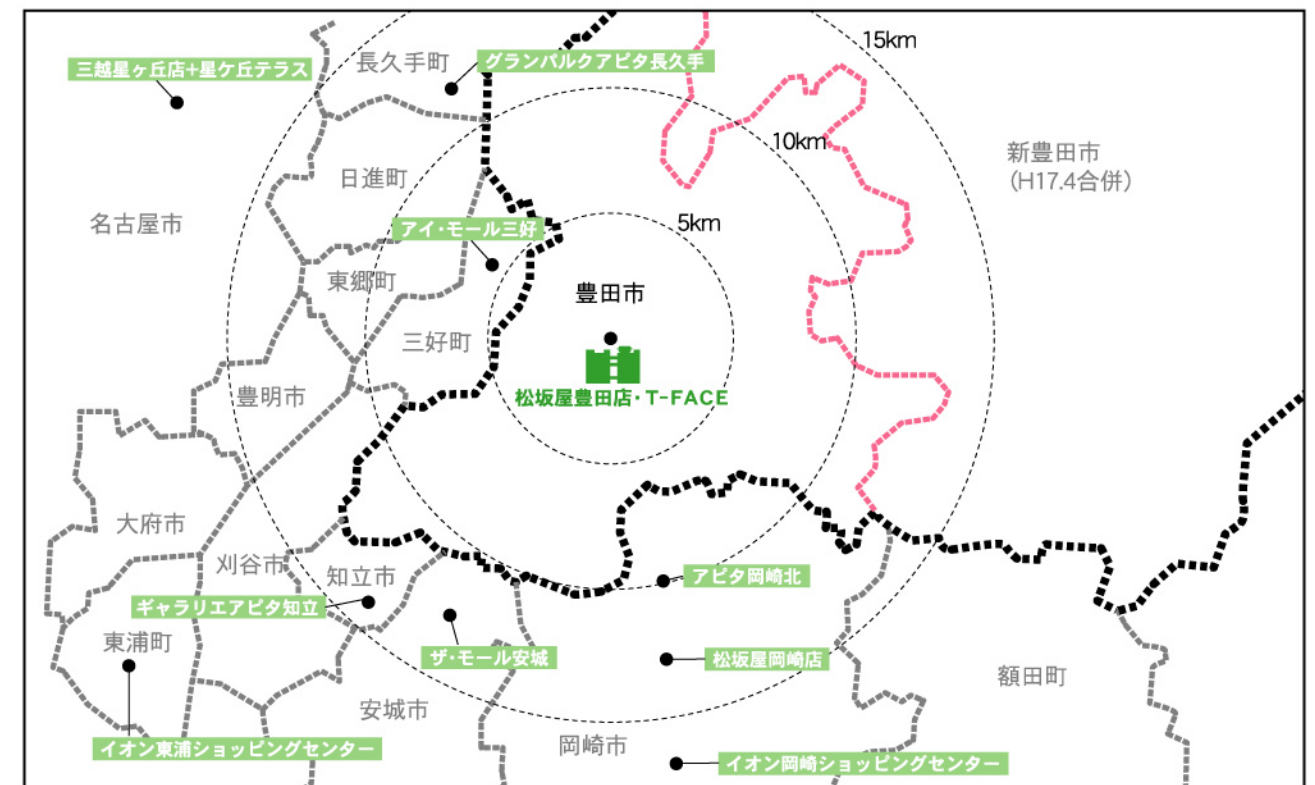 15km
長久手町
グランパルクアピタ長久手
三越星ヶ丘店+星ケ丘テラス
10km
新豊田市
(H17.4合併)
日進町
名古屋市
アイ・モール三好
5km
東郷町
豊田市
三好町
松坂屋豊田店・T-FACE
豊明市
大府市
刈谷市
知立市
アピタ岡崎北
ギャラリエアピタ知立
東浦町
ザ・モール安城
松坂屋岡崎店
額田町
安城市
岡崎市
イオン東浦ショッピングセンター
イオン岡崎ショッピングセンター